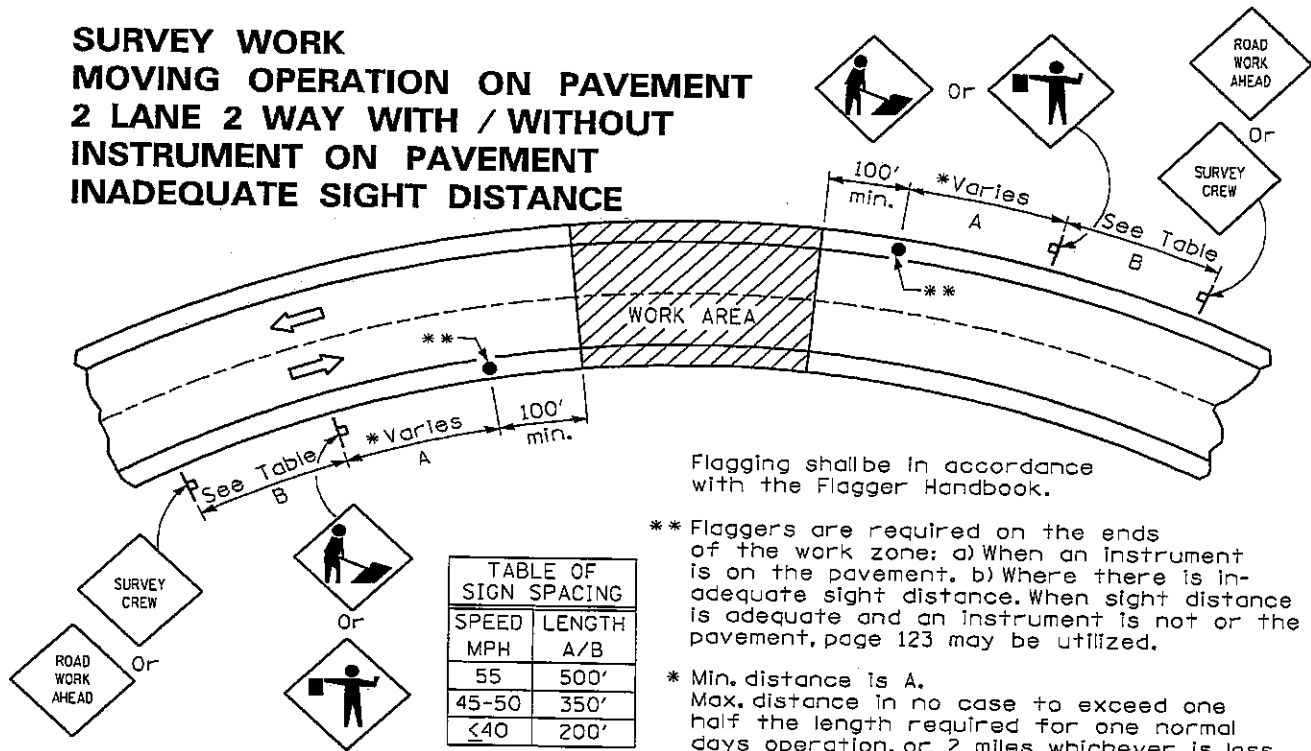 SURVEY WORK
MOVING OPERATION ON PAVEMENT
2 LANE 2 WAY WITH / WITHOUT
INSTRUMENT ON PAVEMENT
INADEQUATE SIGHT DISTANCE
Or
ROAD
WORK
AHEAD
Or
SURVEY
CREW
100'
min.
*Varies
A
See Table
B
**
WORK AREA
**
See Table
B
*Varies
A
100'
min.
SURVEY
CREW
Or
ROAD
WORK
AHEAD
Or
TABLE OF
SIGN SPACING
SPEED LENGTH
MPH A/B
55 500'
45-50 350'
≤40 200'
Flagging shall be in accordance
with the Flagger Handbook.
** Flaggers are required on the ends
of the work zone: a) When an instrument
is on the pavement. b) Where there is in-
adequate sight distance. When sight distance
is adequate and an instrument is not or the
pavement, page 123 may be utilized.
* Min. distance is A.
Max. distance in no case to exceed one
half the length required for one normal
days operation, or 2 miles whichever is less